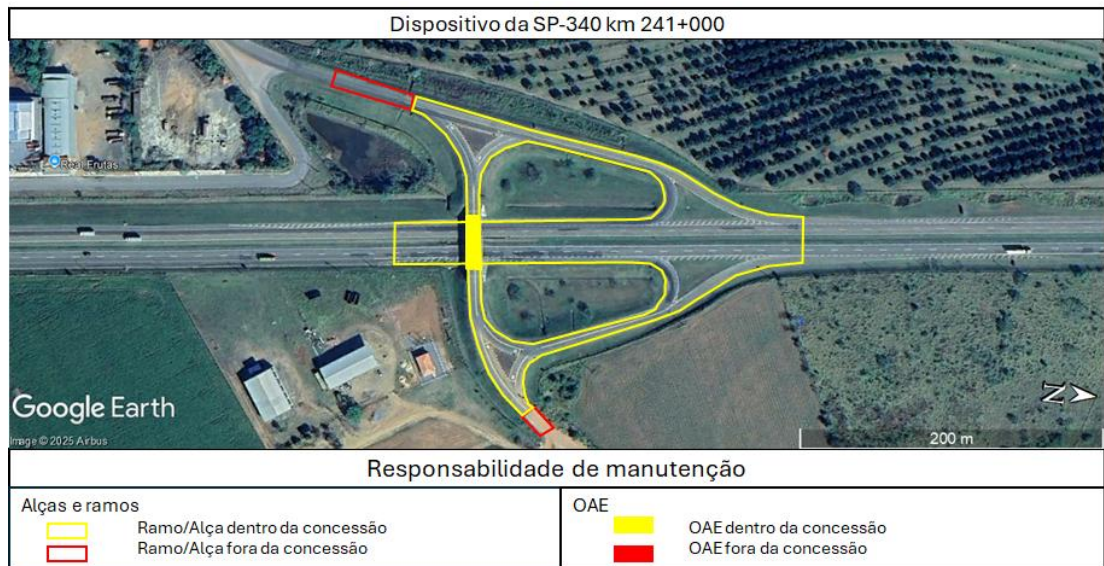 Dispositivo da SP-340 km 241+000
Real Frutas
Google Earth
Image © 2025 Airbus
N
200 m
Responsabilidade de manutenção
Alças e ramos
Ramo/Alça dentro da concessão
Ramo/Alça fora da concessão
OAE
OAE dentro da concessão
OAE fora da concessão